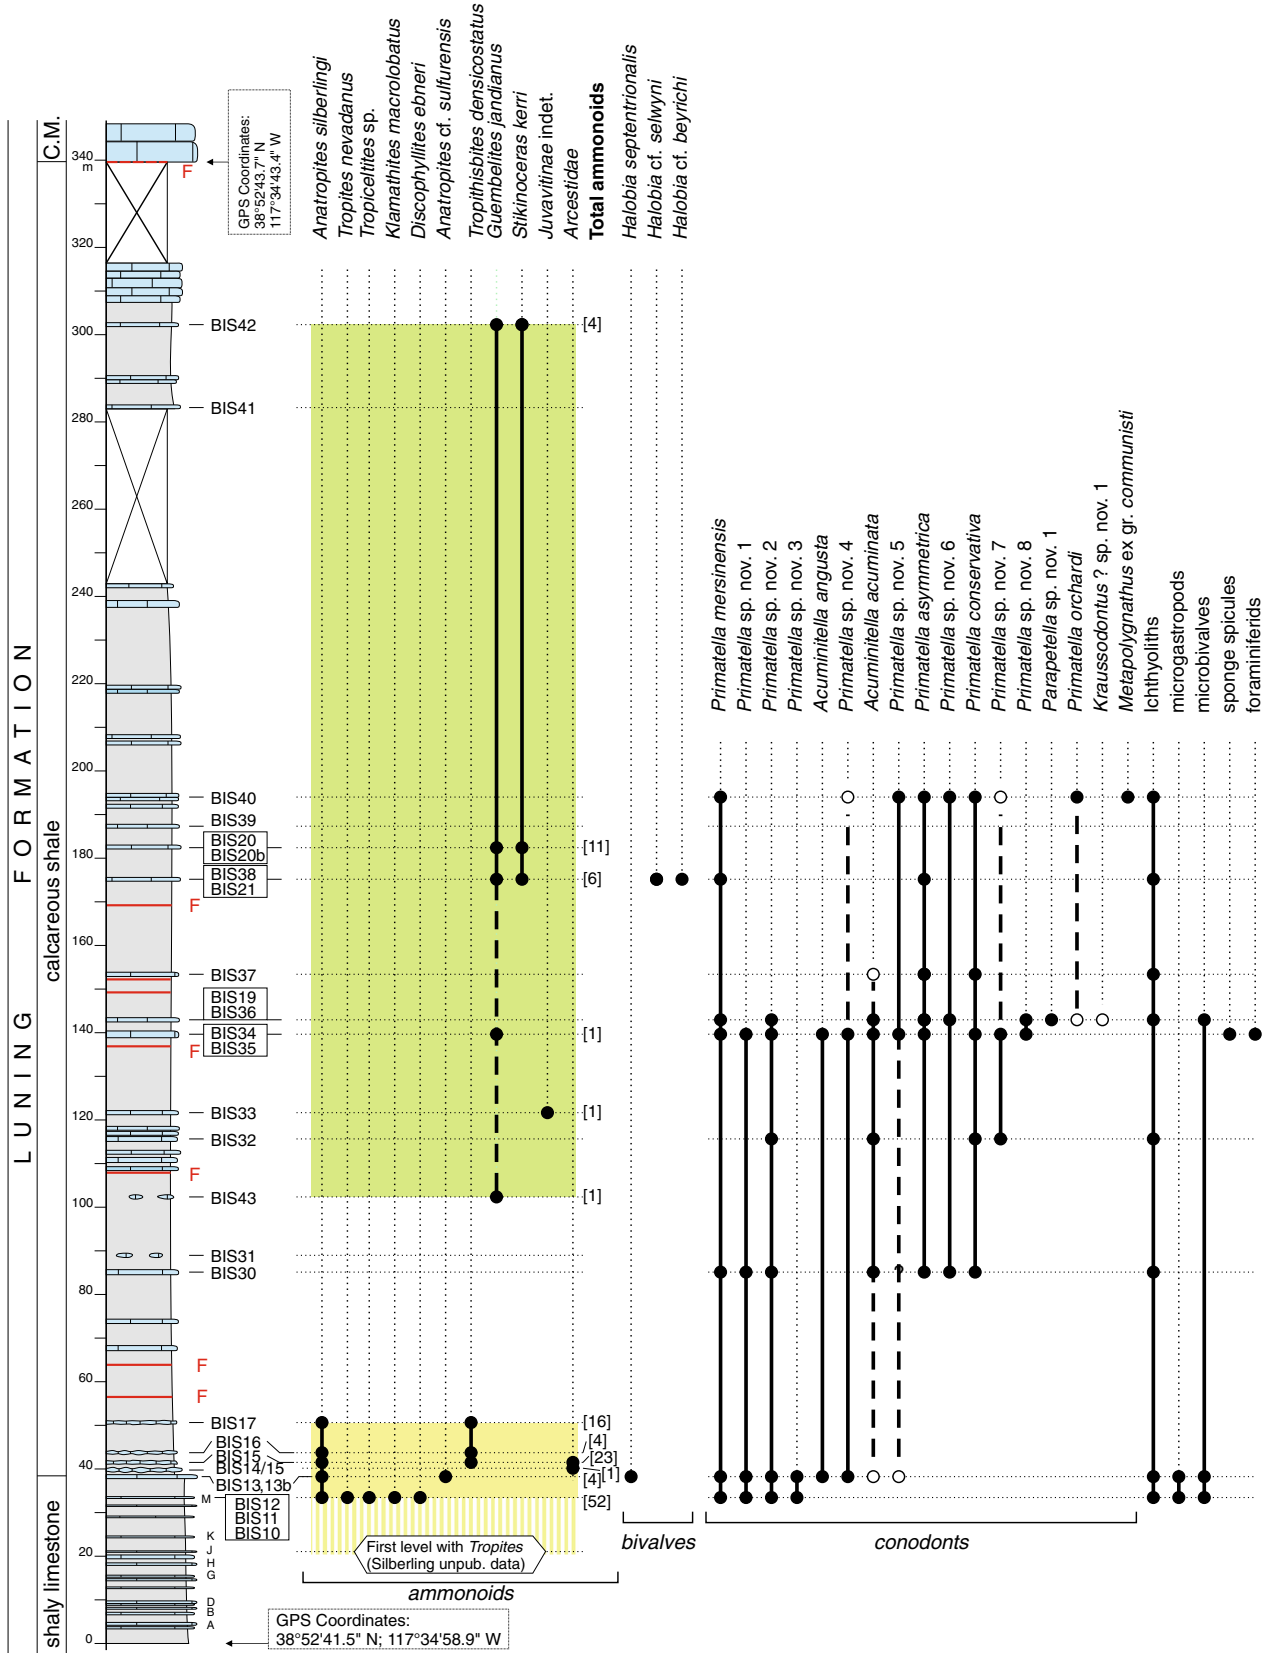 LUNING FORMATION
C.M.
calcareous shale
shaly limestone
340
m
320
300
280
260
240
220
200
180
160
140
120
100
80
60
40
20
0
F
F
F
F
F
F
M
K
J
H
G
D
B
A
GPS Coordinates:
38°52'43.7" N
117°34'43.4" W
BIS42
BIS41
BIS40
BIS39
BIS20
BIS20b
BIS38
BIS21
BIS37
BIS19
BIS36
BIS34
BIS35
BIS33
BIS32
BIS43
BIS31
BIS30
BIS17
BIS16
BIS15
BIS14/15
BIS13,13b
BIS12
BIS11
BIS10
Anatropites silberlingi
Tropites nevadanus
Tropiceltites sp.
Klamathites macrolobatus
Discophyllites ebneri
Anatropites cf. sulfurensis
Tropithisbites densicostatus
Guembelites jandianus
Stikinoceras kerri
Juvavitinae indet.
Arcestidae
Total ammonoids
Halobia septentrionalis
Halobia cf. selwyni
Halobia cf. beyrichi
[4]
[11]
[6]
[1]
[1]
[1]
[16]
[4]
[23]
[1]
[4]
[52]
Primatella mersinensis
Primatella sp. nov. 1
Primatella sp. nov. 2
Primatella sp. nov. 3
Acuminitella angusta
Primatella sp. nov. 4
Acuminitella acuminata
Primatella sp. nov. 5
Primatella asymmetrica
Primatella sp. nov. 6
Primatella conservativa
Primatella sp. nov. 7
Primatella sp. nov. 8
Parapetella sp. nov. 1
Primatella orchardi
Kraussodontus ? sp. nov. 1
Metapolygnathus ex gr. communisti
Ichthyoliths
microgastropods
microbivalves
sponge spicules
foraminiferids
?
First level with Tropites
(Silberling unpub. data)
ammonoids
bivalves
conodonts
GPS Coordinates:
38°52'41.5" N; 117°34'58.9" W